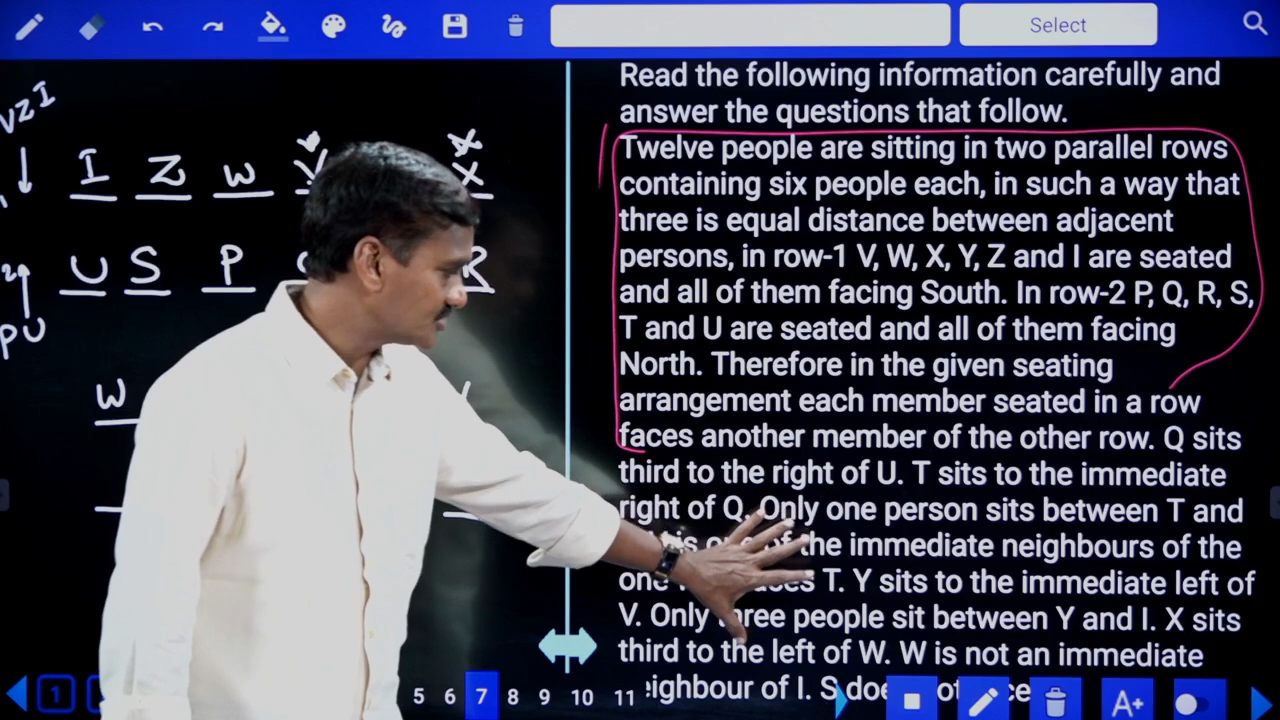 Select
VZI
I Z W V X
X
U S P R
PU
W
Read the following information carefully and
answer the questions that follow.
Twelve people are sitting in two parallel rows
containing six people each, in such a way that
three is equal distance between adjacent
persons, in row-1 V, W, X, Y, Z and I are seated
and all of them facing South. In row-2 P, Q, R, S,
T and U are seated and all of them facing
North. Therefore in the given seating
arrangement each member seated in a row
faces another member of the other row. Q sits
third to the right of U. T sits to the immediate
right of Q. Only one person sits between T and
the immediate neighbours of the
T. Y sits to the immediate left of
V. Only three people sit between Y and I. X sits
third to the left of W. W is not an immediate
of I. S
1 5 6 7 8 9 10 11
A+